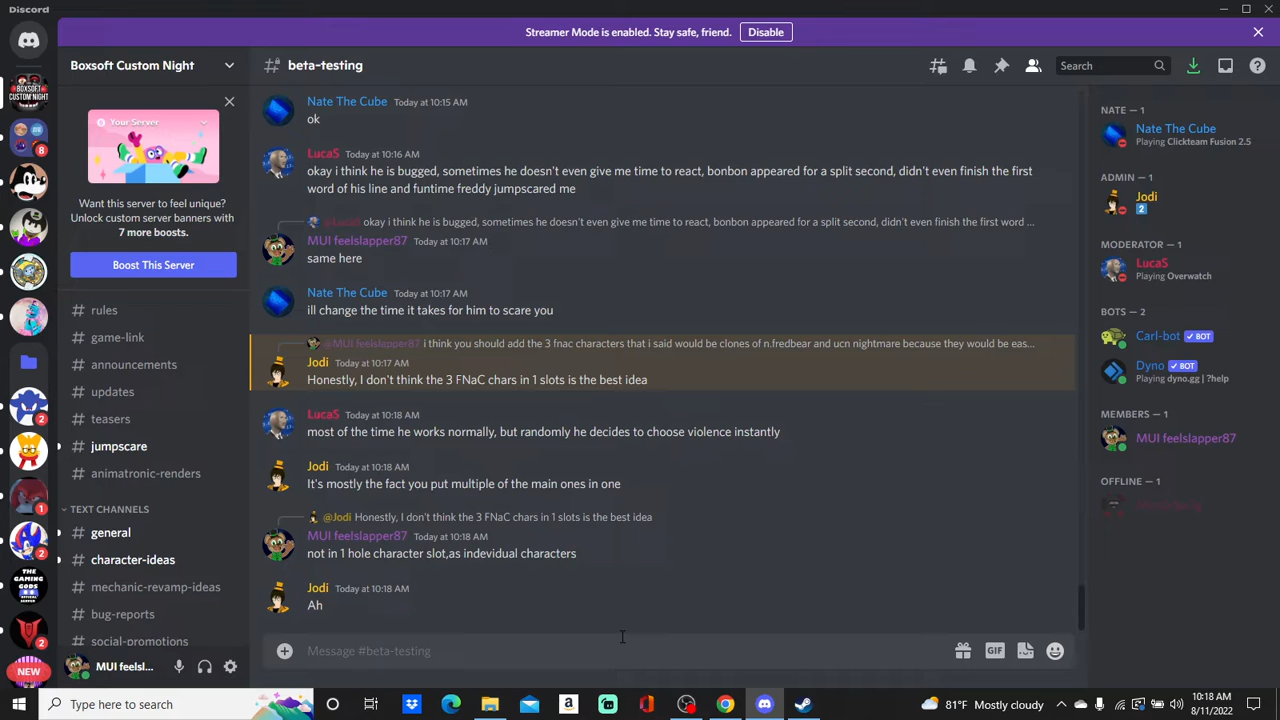 Discord
Streamer Mode is enabled. Stay safe, friend. Disable
Boxsoft Custom Night
beta-testing
Search
Your Server
Want this server to feel unique?
Unlock custom server banners with
7 more boosts.
Boost This Server
rules
game-link
announcements
updates
teasers
jumpscare
animatronic-renders
TEXT CHANNELS
general
character-ideas
mechanic-revamp-ideas
bug-reports
social-promotions
MUI feelsl...
8
2
1
2
THE GAMING GODS
2
NEW
Nate The Cube Today at 10:15 AM
ok
LucaS Today at 10:16 AM
okay i think he is bugged, sometimes he doesn't even give me time to react, bonbon appeared for a split second, didn't even finish the first
word of his line and funtime freddy jumpscared me
@LucaS okay i think he is bugged, sometimes he doesn't even give me time to react, bonbon appeared for a split second, didn't even finish the first word ...
MUI feelslapper87 Today at 10:17 AM
same here
Nate The Cube Today at 10:17 AM
ill change the time it takes for him to scare you
@MUI feelslapper87 i think you should add the 3 fnac characters that i said would be clones of n.fredbear and ucn nightmare because they would be eas...
Jodi Today at 10:17 AM
Honestly, I don't think the 3 FNaC chars in 1 slots is the best idea
LucaS Today at 10:18 AM
most of the time he works normally, but randomly he decides to choose violence instantly
Jodi Today at 10:18 AM
It's mostly the fact you put multiple of the main ones in one
@Jodi Honestly, I don't think the 3 FNaC chars in 1 slots is the best idea
MUI feelslapper87 Today at 10:18 AM
not in 1 hole character slot,as indevidual characters
Jodi Today at 10:18 AM
Ah
Message #beta-testing
GIF
NATE — 1
Nate The Cube
Playing Clickteam Fusion 2.5
ADMIN — 1
Jodi
2
MODERATOR — 1
LucaS
Playing Overwatch
BOTS — 2
Carl-bot BOT
Dyno BOT
Playing dyno.gg | ?help
MEMBERS — 1
MUI feelslapper87
OFFLINE — 1
Type here to search
81°F Mostly cloudy
10:18 AM
8/11/2022